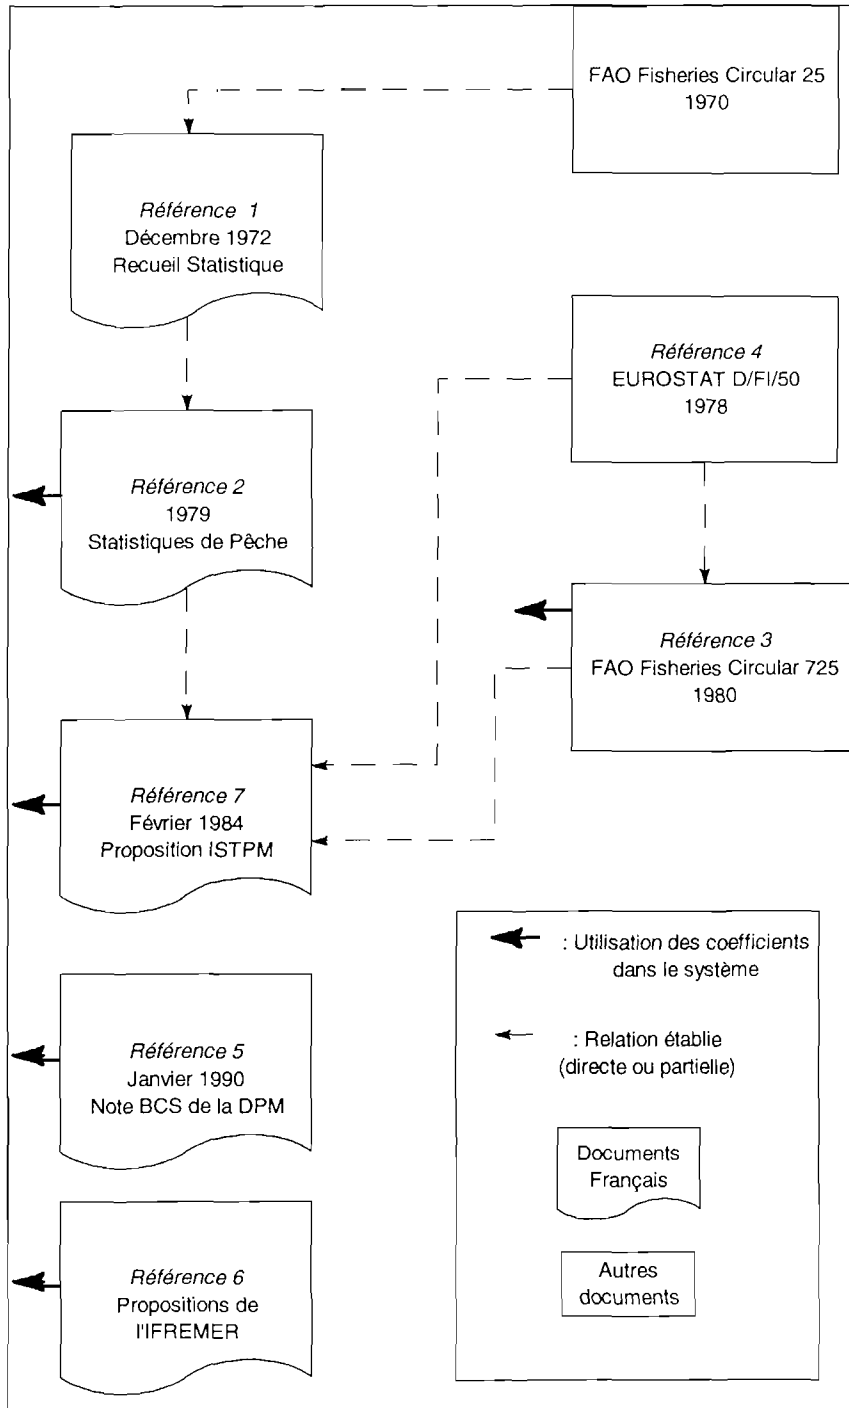 FAO Fisheries Circular 25
1970
Référence 1
Décembre 1972
Recueil Statistique
Référence 4
EUROSTAT D/FI/50
1978
Référence 2
1979
Statistiques de Pêche
Référence 3
FAO Fisheries Circular 725
1980
Référence 7
Février 1984
Proposition ISTPM
Référence 5
Janvier 1990
Note BCS de la DPM
Référence 6
Propositions de
l'IFREMER
: Utilisation des coefficients
dans le système
: Relation établie
(directe ou partielle)
Documents
Français
Autres
documents